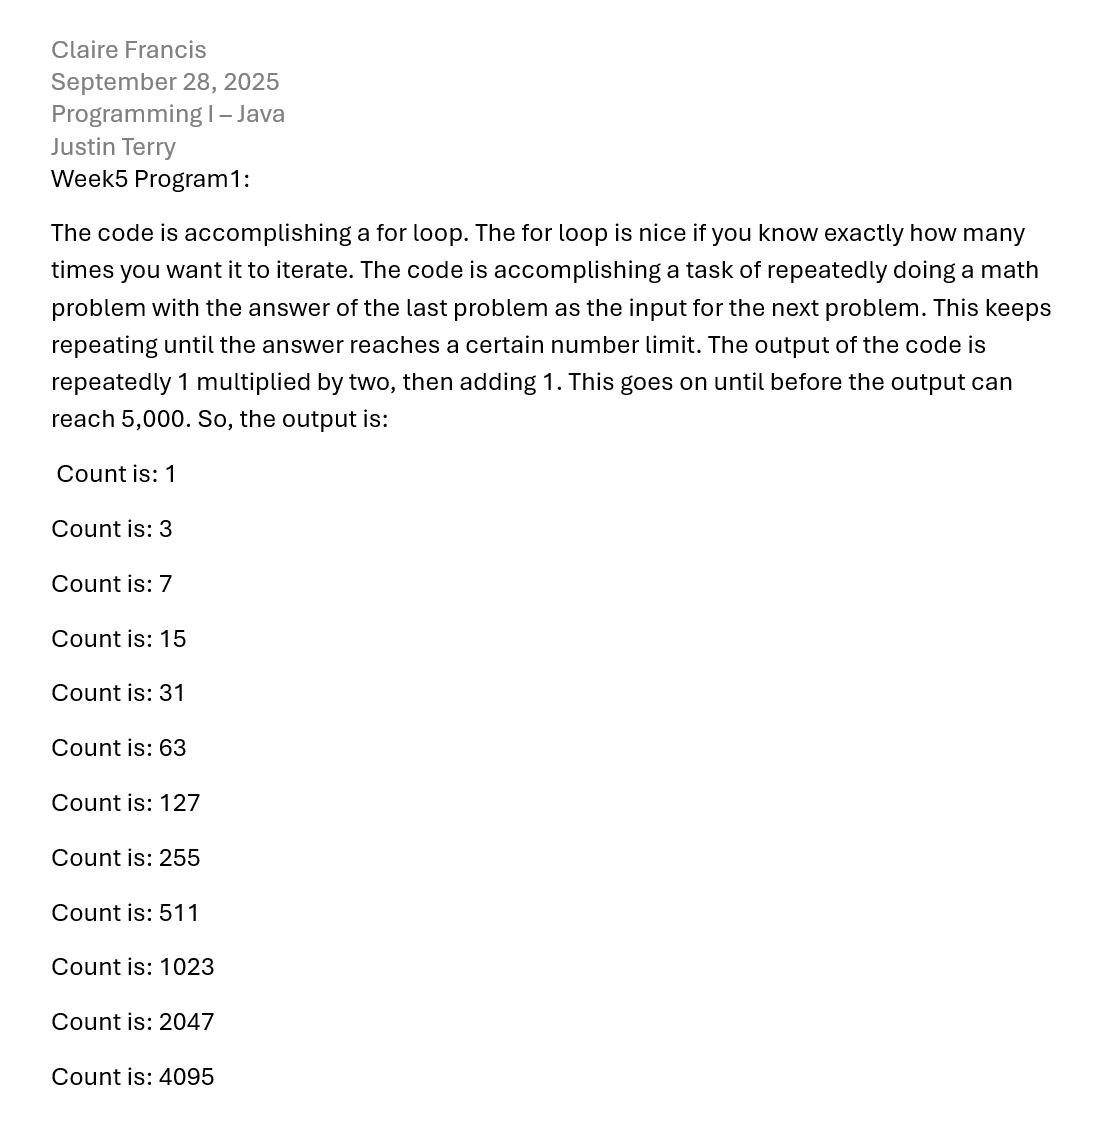 Claire Francis
September 28, 2025
Programming I – Java
Justin Terry
Week5 Program1:
The code is accomplishing a for loop. The for loop is nice if you know exactly how many
times you want it to iterate. The code is accomplishing a task of repeatedly doing a math
problem with the answer of the last problem as the input for the next problem. This keeps
repeating until the answer reaches a certain number limit. The output of the code is
repeatedly 1 multiplied by two, then adding 1. This goes on until before the output can
reach 5,000. So, the output is:
Count is: 1
Count is: 3
Count is: 7
Count is: 15
Count is: 31
Count is: 63
Count is: 127
Count is: 255
Count is: 511
Count is: 1023
Count is: 2047
Count is: 4095